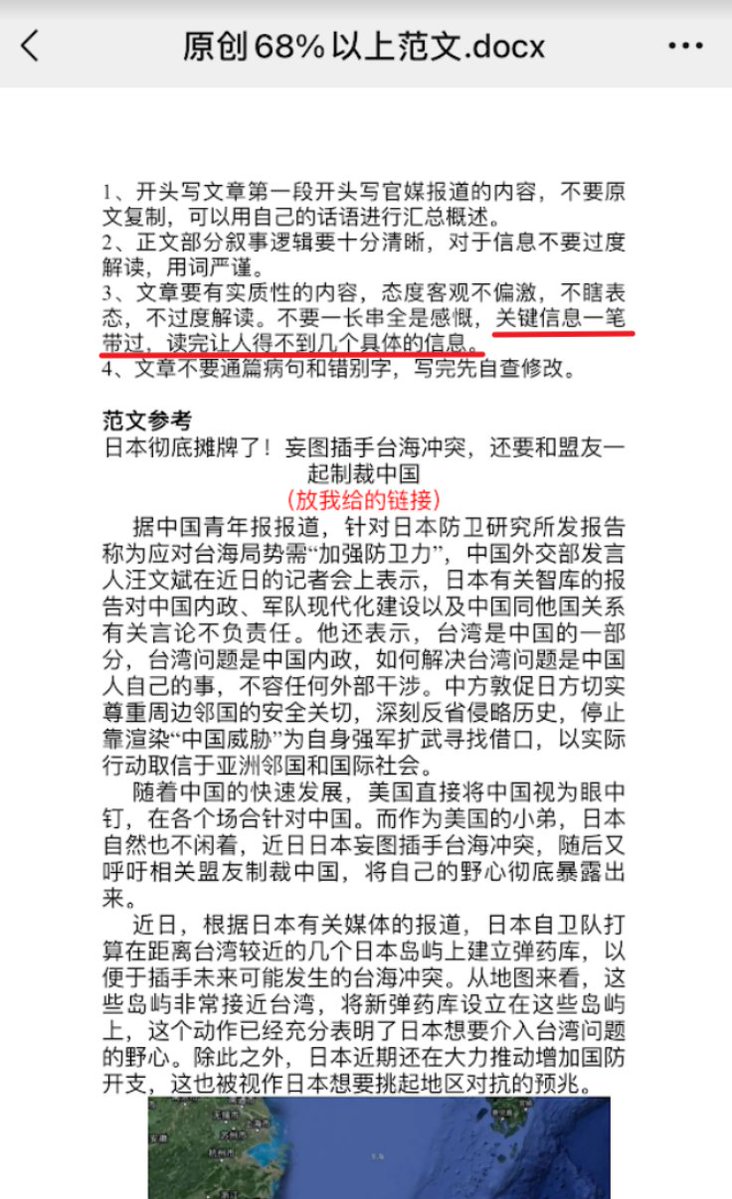 原创68%以上范文.docx
1、开头写文章第一段开头写官媒报道的内容，不要原
文复制，可以用自己的话语进行汇总概述。
2、正文部分叙事逻辑要十分清晰，对于信息不要过度
解读，用词严谨。
3、文章要有实质性的内容，态度客观不偏激，不瞎表
态，不过度解读。不要一长串全是感慨，关键信息一笔
带过，读完让人得不到几个具体的信息。
4、文章不要通篇病句和错别字，写完先自查修改。
范文参考
日本彻底摊牌了！妄图插手台海冲突，还要和盟友一
起制裁中国
（放我给的链接）
据中国青年报报道，针对日本防卫研究所发报告
称为应对台海局势需“加强防卫力”，中国外交部发言
人汪文斌在近日的记者会上表示，日本有关智库的报
告对中国内政、军队现代化建设以及中国同他国关系
有关言论不负责任。他还表示，台湾是中国的一部
分，台湾问题是中国内政，如何解决台湾问题是中国
人自己的事，不容任何外部干涉。中方敦促日方切实
尊重周边邻国的安全关切，深刻反省侵略历史，停止
靠渲染“中国威胁”为自身强军扩武寻找借口，以实际
行动取信于亚洲邻国和国际社会。
随着中国的快速发展，美国直接将中国视为眼中
钉，在各个场合针对中国。而作为美国的小弟，日本
自然也不闲着，近日日本妄图插手台海冲突，随后又
呼吁相关盟友制裁中国，将自己的野心彻底暴露出
来。
近日，根据日本有关媒体的报道，日本自卫队打
算在距离台湾较近的几个日本岛屿上建立弹药库，以
便于插手未来可能发生的台海冲突。从地图来看，这
些岛屿非常接近台湾，将新弹药库设立在这些岛屿
上，这个动作已经充分表明了日本想要介入台湾问题
的野心。除此之外，日本近期还在大力推动增加国防
开支，这也被视作日本想要挑起地区对抗的预兆。
无锡市
上海市
苏州市
安徽
杭州市
浙江